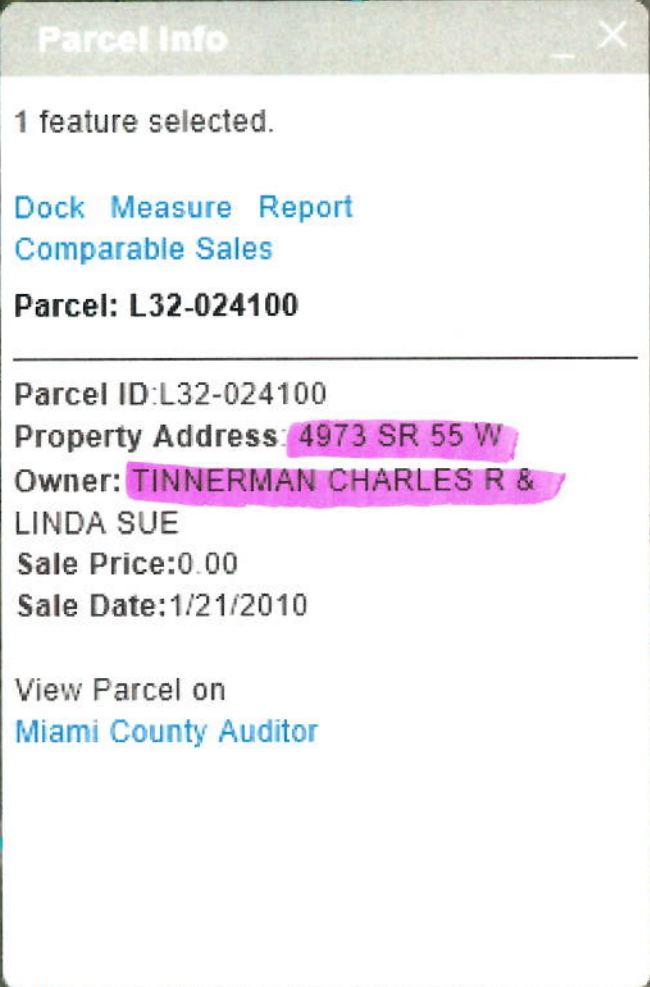 Parcel Info
1 feature selected.
Dock Measure Report
Comparable Sales
Parcel: L32-024100
Parcel ID:L32-024100
Property Address: 4973 SR 55 W
Owner: TINNERMAN CHARLES R &
LINDA SUE
Sale Price:0.00
Sale Date:1/21/2010
View Parcel on
Miami County Auditor